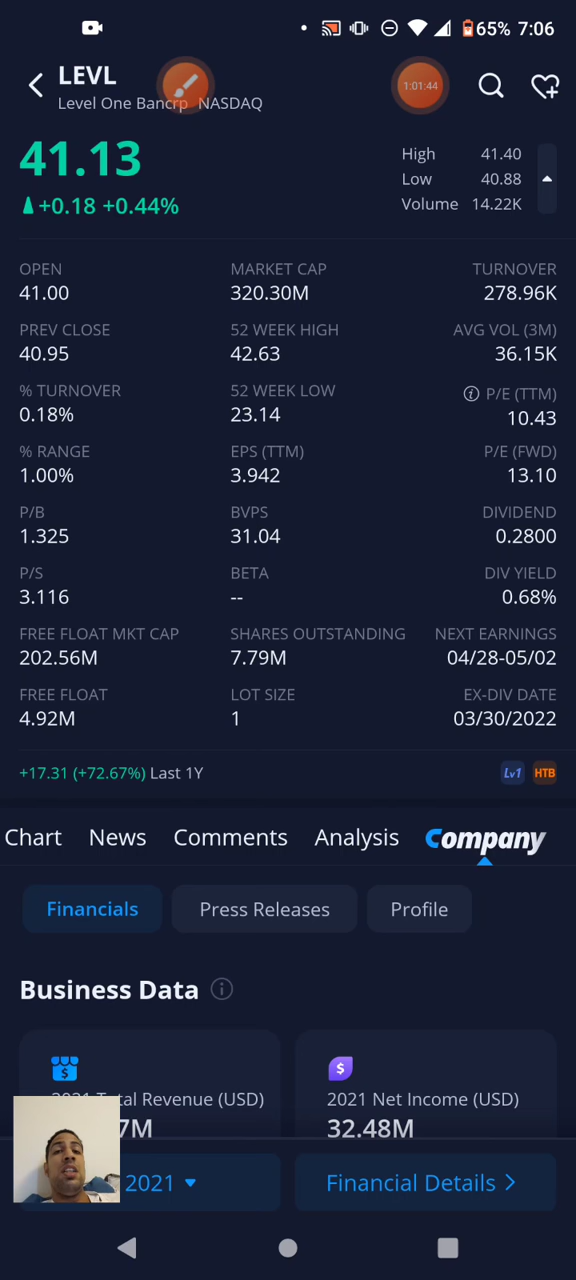 65% 7:06
LEVL
Level One Bancrp NASDAQ
01:01:44
41.13
+0.18 +0.44%
High 41.40
Low 40.88
Volume 14.22K
OPEN MARKET CAP TURNOVER
41.00 320.30M 278.96K
PREV CLOSE 52 WEEK HIGH AVG VOL (3M)
40.95 42.63 36.15K
% TURNOVER 52 WEEK LOW P/E (TTM)
0.18% 23.14 10.43
% RANGE EPS (TTM) P/E (FWD)
1.00% 3.942 13.10
P/B BVPS DIVIDEND
1.325 31.04 0.2800
P/S BETA DIV YIELD
3.116 -- 0.68%
FREE FLOAT MKT CAP SHARES OUTSTANDING NEXT EARNINGS
202.56M 7.79M 04/28-05/02
FREE FLOAT LOT SIZE EX-DIV DATE
4.92M 1 03/30/2022
+17.31 (+72.67%) Last 1Y Lv1 HTB
Chart News Comments Analysis Company
Financials Press Releases Profile
Business Data
2021 Total Revenue (USD) 2021 Net Income (USD)
7M 32.48M
2021 Financial Details